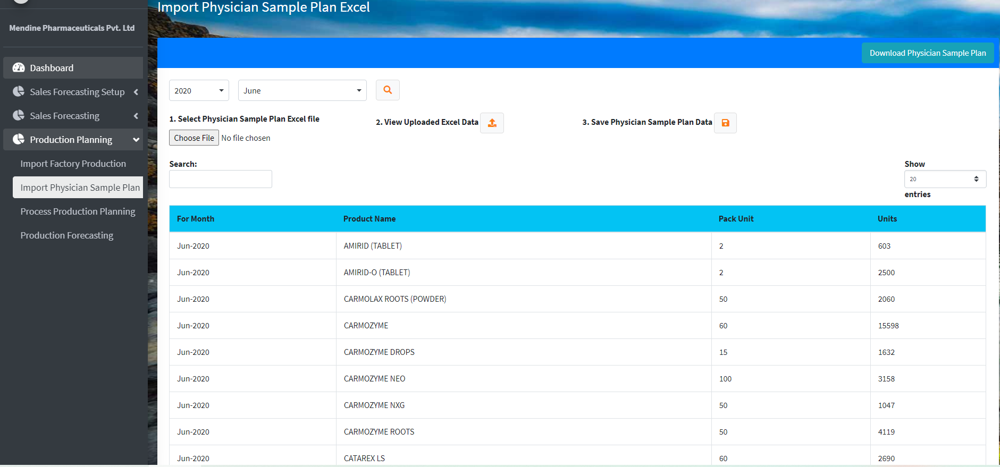 Import Physician Sample Plan Excel
Mendine Pharmaceuticals Pvt. Ltd
Download Physician Sample Plan
Dashboard
Sales Forecasting Setup
Sales Forecasting
Production Planning
Import Factory Production
Import Physician Sample Plan
Process Production Planning
Production Forecasting
2020 June
1. Select Physician Sample Plan Excel file
2. View Uploaded Excel Data
3. Save Physician Sample Plan Data
Choose File No file chosen
Search:
Show
20
entries
For Month Product Name Pack Unit Units
Jun-2020 AMIRID (TABLET) 2 603
Jun-2020 AMIRID-O (TABLET) 2 2500
Jun-2020 CARMOLAX ROOTS (POWDER) 50 2060
Jun-2020 CARMOZYME 60 15598
Jun-2020 CARMOZYME DROPS 15 1632
Jun-2020 CARMOZYME NEO 100 3158
Jun-2020 CARMOZYME NXG 50 1047
Jun-2020 CARMOZYME ROOTS 50 4119
Jun-2020 CATAREX LS 60 2690